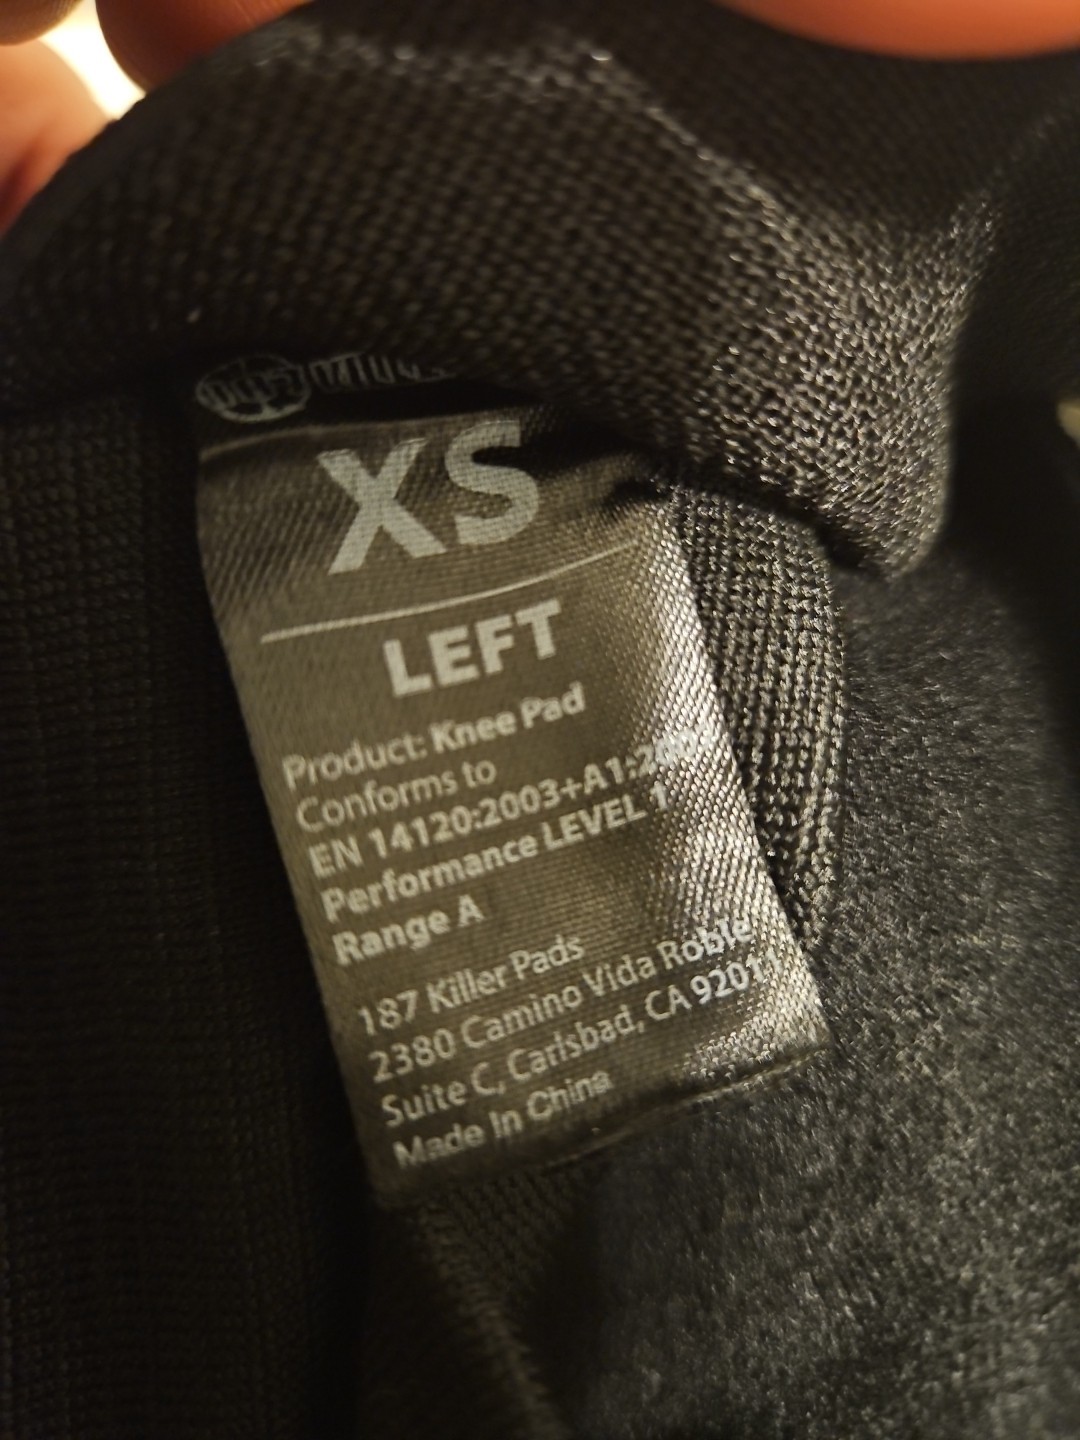 XS
LEFT
Product: Knee Pad
Conforms to
EN 14120:2003+A1:
Performance LEVEL 1
Range A
187 Killer Pads
2380 Camino Vida Roble
Suite C, Carlsbad, CA 92011
Made In China